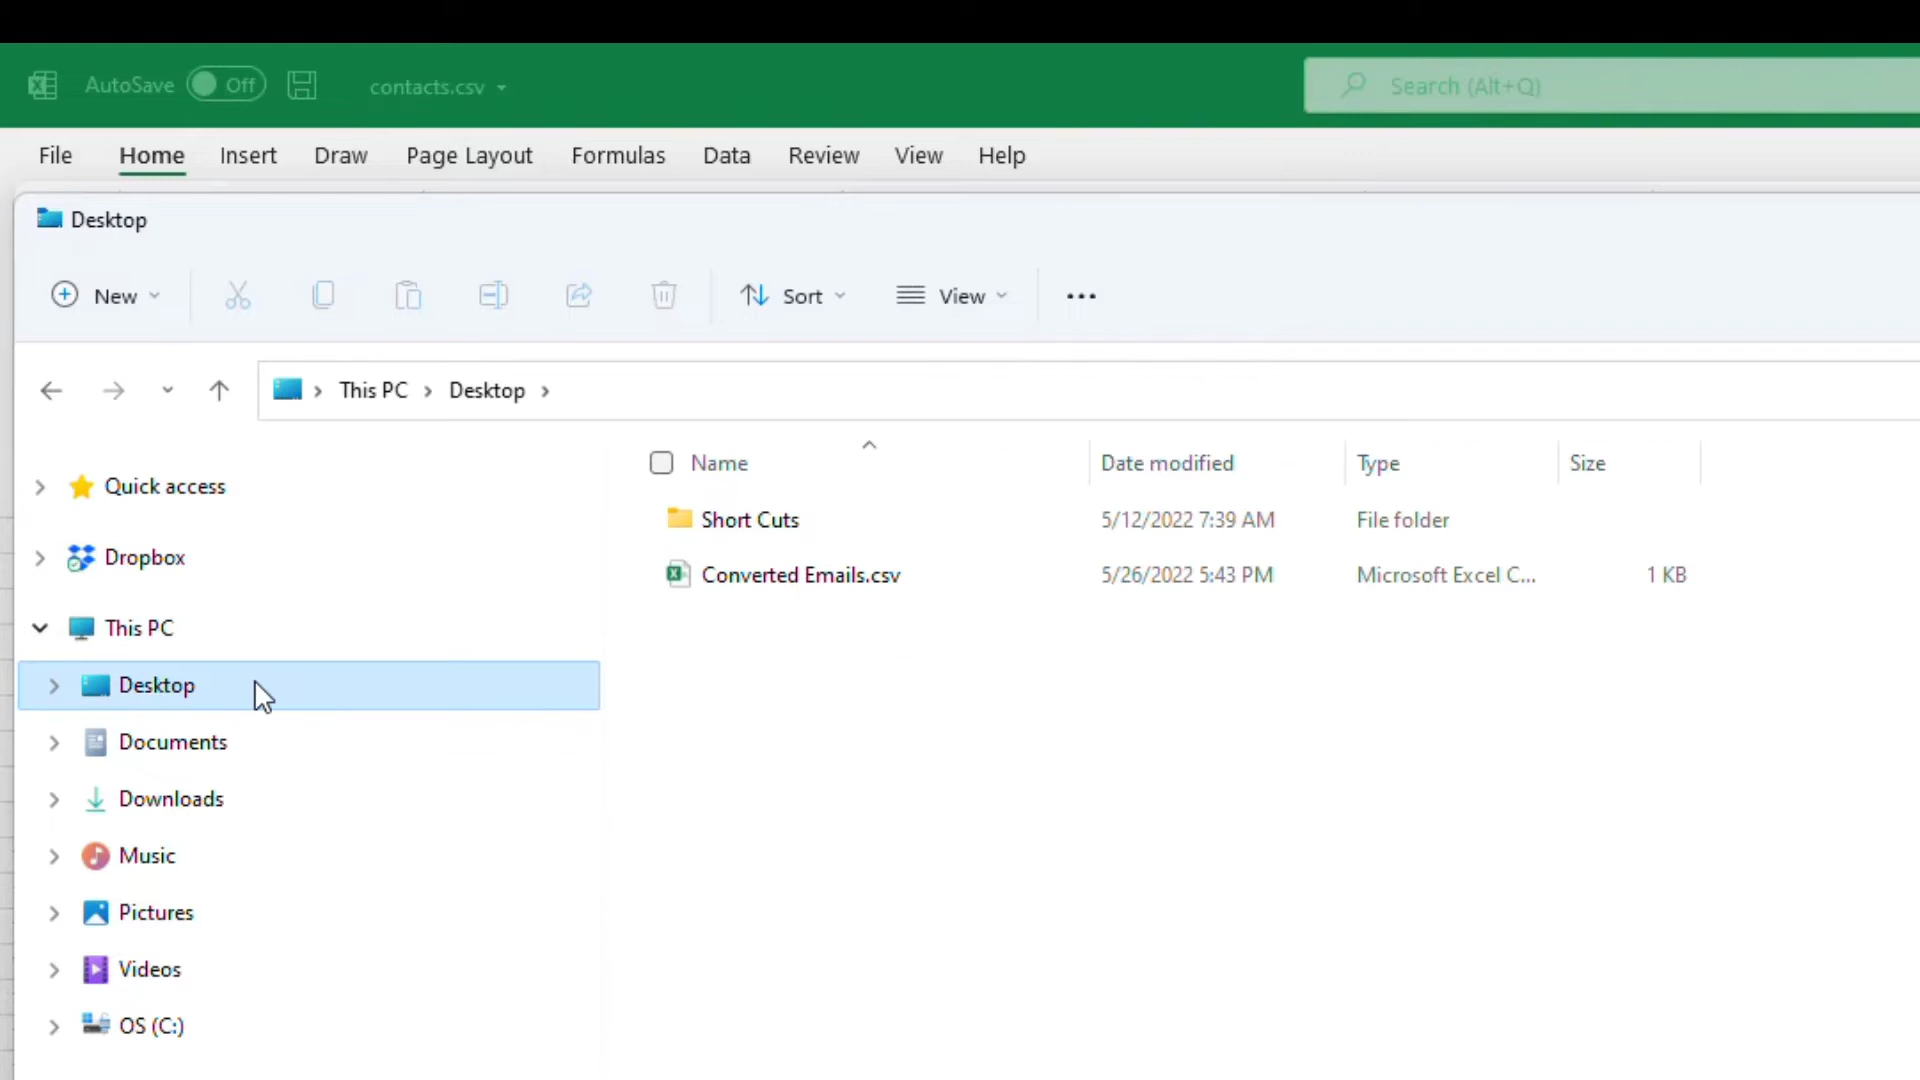 AutoSave Off contacts.csv Search (Alt+Q)
File Home Insert Draw Page Layout Formulas Data Review View Help
Desktop
New Sort View
This PC Desktop
Name Date modified Type Size
Quick access
Short Cuts 5/12/2022 7:39 AM File folder
Dropbox
Converted Emails.csv 5/26/2022 5:43 PM Microsoft Excel C... 1 KB
This PC
Desktop
Documents
Downloads
Music
Pictures
Videos
OS (C:)